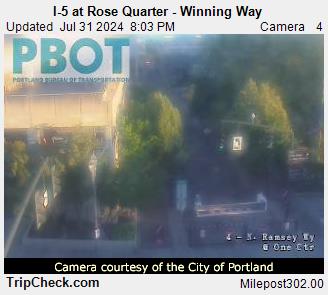 I-5 at Rose Quarter - Winning Way
Updated Jul 31 2024 8:03 PM Camera 4
PBOT
PORTLAND BUREAU OF TRANSPORTATION
4 - N. Ramsey Wy
@ One Ctr
Camera courtesy of the City of Portland
TripCheck.com Milepost302.00